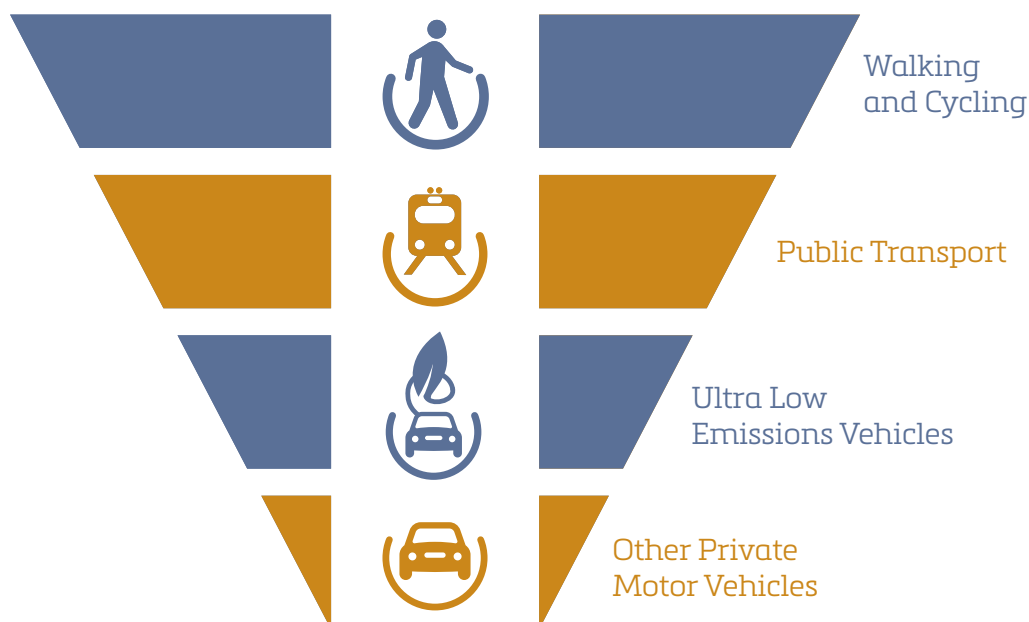 Walking
and Cycling
Public Transport
Ultra Low
Emissions Vehicles
Other Private
Motor Vehicles